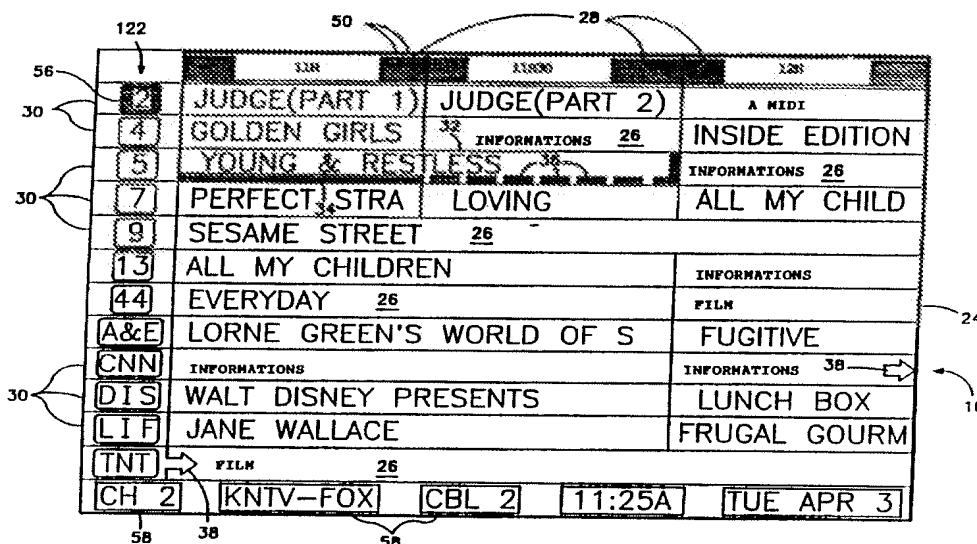 50 28
122
11H 11H30 12H
56 2 JUDGE(PART 1) JUDGE(PART 2) A MIDI
30 4 GOLDEN GIRLS 32 INFORMATIONS 26 INSIDE EDITION
5 YOUNG & RESTLESS 36 INFORMATIONS 26
30 7 PERFECT STRA 34 LOVING ALL MY CHILD
9 SESAME STREET 26
13 ALL MY CHILDREN INFORMATIONS
44 EVERYDAY 26 FILM 24
A&E LORNE GREEN'S WORLD OF S FUGITIVE
CNN INFORMATIONS INFORMATIONS 38
30 DIS WALT DISNEY PRESENTS LUNCH BOX 10
LIF JANE WALLACE FRUGAL GOURM
TNT FILM 26
CH 2 KNTV-FOX CBL 2 11:25A TUE APR 3
58 38 58